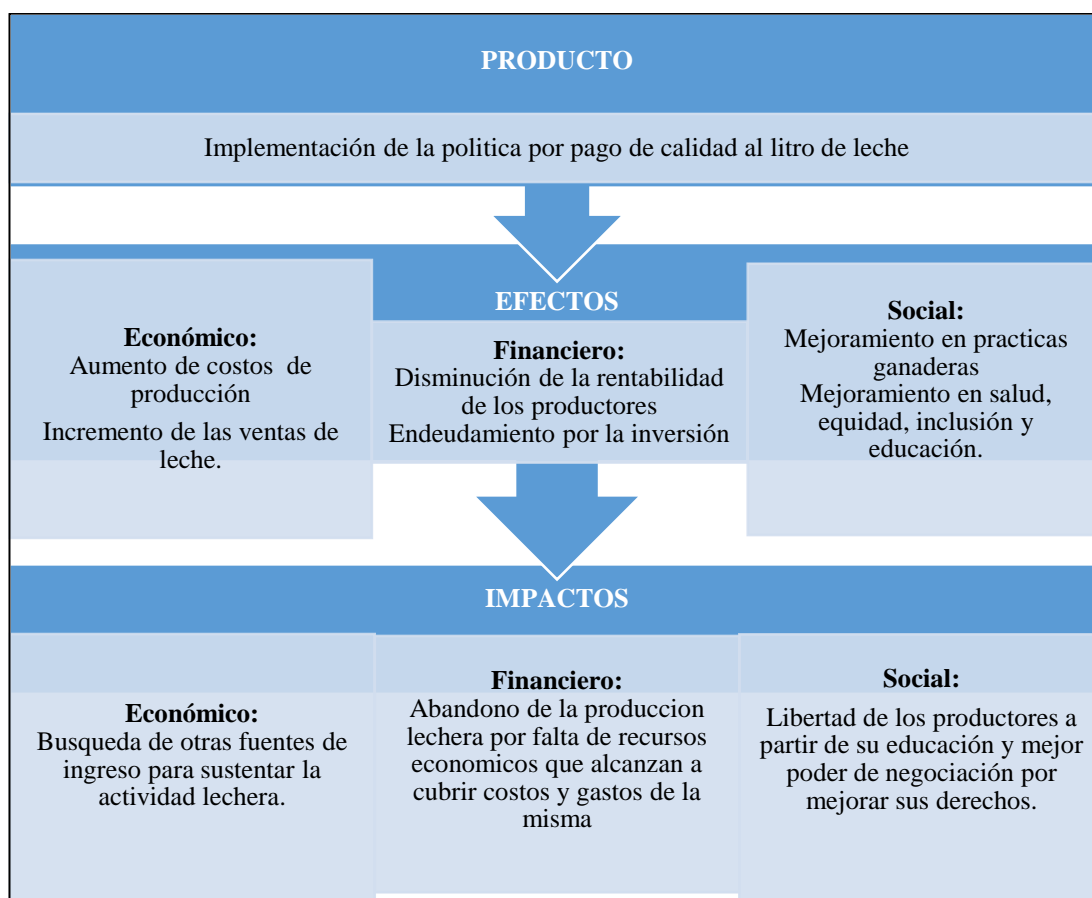 PRODUCTO
Implementación de la politica por pago de calidad al litro de leche
EFECTOS
Económico:
Aumento de costos de
producción
Incremento de las ventas de
leche.
Financiero:
Disminución de la rentabilidad
de los productores
Endeudamiento por la inversión
Social:
Mejoramiento en practicas
ganaderas
Mejoramiento en salud,
equidad, inclusión y
educación.
IMPACTOS
Económico:
Busqueda de otras fuentes de
ingreso para sustentar la
actividad lechera.
Financiero:
Abandono de la produccion
lechera por falta de recursos
economicos que alcanzan a
cubrir costos y gastos de la
misma
Social:
Libertad de los productores a
partir de su educación y mejor
poder de negociación por
mejorar sus derechos.